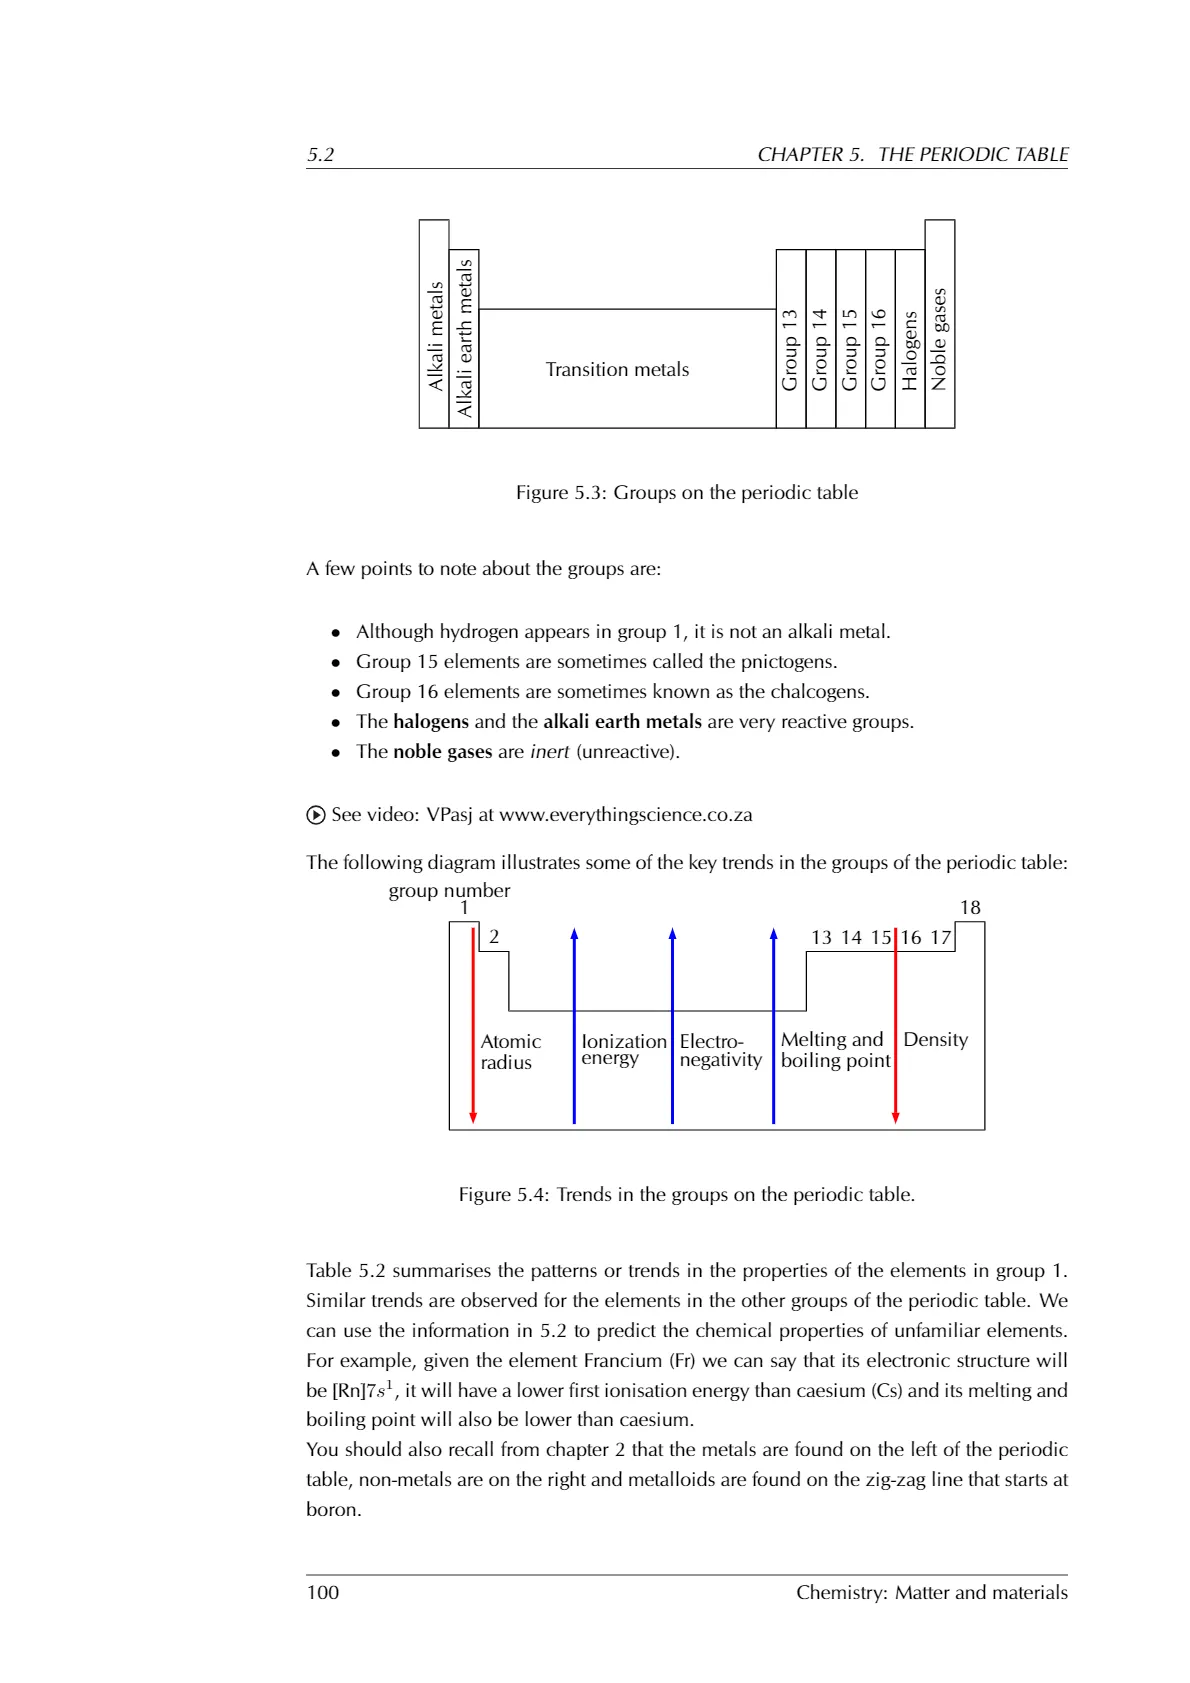 5.2 CHAPTER 5. THE PERIODIC TABLE
Alkali metals
Alkali earth metals
Transition metals
Group 13
Group 14
Group 15
Group 16
Halogens
Noble gases
Figure 5.3: Groups on the periodic table
A few points to note about the groups are:
• Although hydrogen appears in group 1, it is not an alkali metal.
• Group 15 elements are sometimes called the pnictogens.
• Group 16 elements are sometimes known as the chalcogens.
• The halogens and the alkali earth metals are very reactive groups.
• The noble gases are inert (unreactive).
See video: VPasj at www.everythingscience.co.za
The following diagram illustrates some of the key trends in the groups of the periodic table:
group number
1 18
2 13 14 15 16 17
Atomic
radius
Ionization
energy
Electro-
negativity
Melting and
boiling point
Density
Figure 5.4: Trends in the groups on the periodic table.
Table 5.2 summarises the patterns or trends in the properties of the elements in group 1.
Similar trends are observed for the elements in the other groups of the periodic table. We
can use the information in 5.2 to predict the chemical properties of unfamiliar elements.
For example, given the element Francium (Fr) we can say that its electronic structure will
be [Rn]7s¹, it will have a lower first ionisation energy than caesium (Cs) and its melting and
boiling point will also be lower than caesium.
You should also recall from chapter 2 that the metals are found on the left of the periodic
table, non-metals are on the right and metalloids are found on the zig-zag line that starts at
boron.
100 Chemistry: Matter and materials